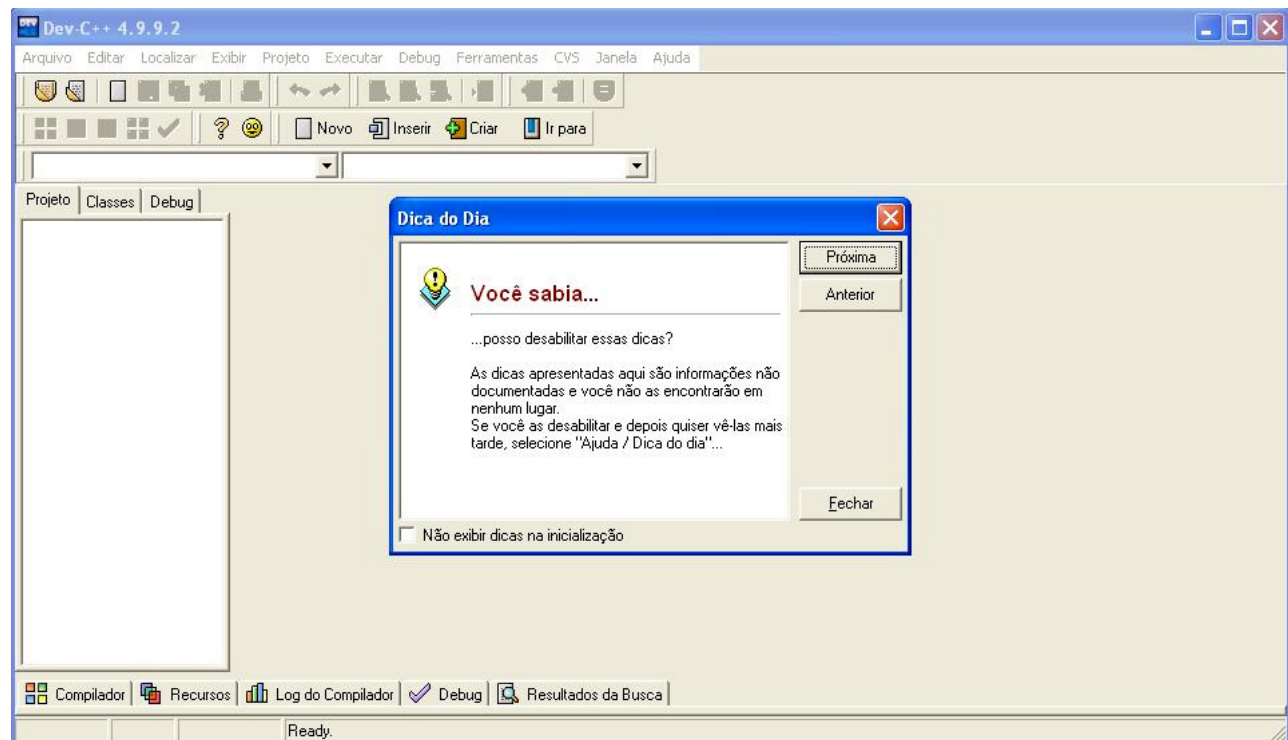 Dev-C++ 4.9.9.2
Arquivo Editar Localizar Exibir Projeto Executar Debug Ferramentas CVS Janela Ajuda
Novo Inserir Criar Ir para
Projeto Classes Debug
Dica do Dia
Próxima
Você sabia...
Anterior
...posso desabilitar essas dicas?
As dicas apresentadas aqui são informações não
documentadas e você não as encontrarão em
nenhum lugar.
Se você as desabilitar e depois quiser vê-las mais
tarde, selecione "Ajuda / Dica do dia"...
Fechar
Não exibir dicas na inicialização
Compilador Recursos Log do Compilador Debug Resultados da Busca
Ready.